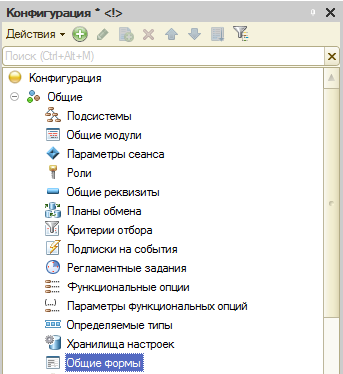 Конфигурация * <!>
Действия
Поиск (Ctrl+Alt+M)
Конфигурация
Общие
Подсистемы
Общие модули
Параметры сеанса
Роли
Общие реквизиты
Планы обмена
Критерии отбора
Подписки на события
Регламентные задания
Функциональные опции
Параметры функциональных опций
Определяемые типы
Хранилища настроек
Общие формы